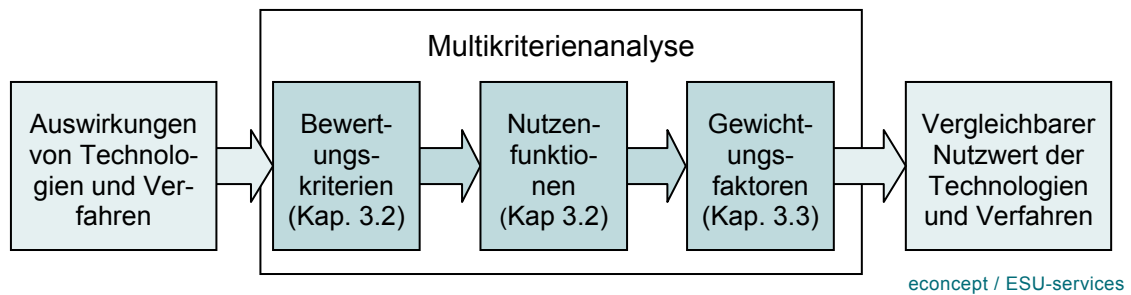 Multikriterienanalyse
Auswirkungen
von Technolo-
gien und Ver-
fahren
Bewert-
ungs-
kriterien
(Kap. 3.2)
Nutzen-
funktio-
nen
(Kap 3.2)
Gewicht-
ungs-
faktoren
(Kap. 3.3)
Vergleichbarer
Nutzwert der
Technologien
und Verfahren
econcept / ESU-services